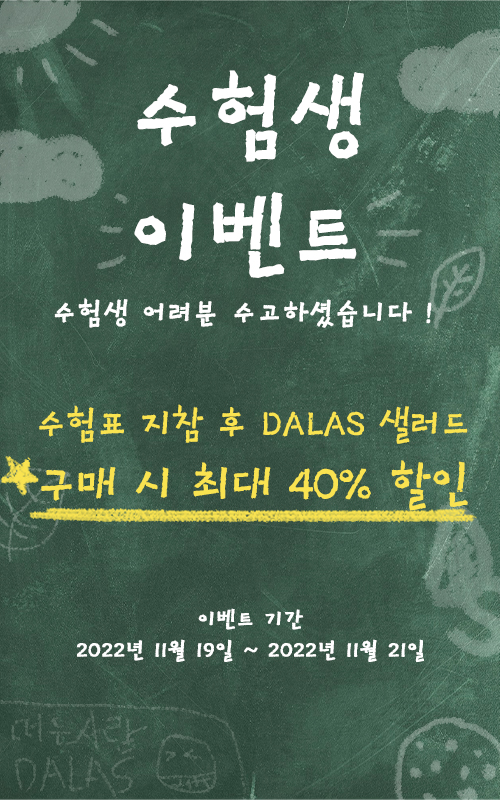 수험생
이벤트
수험생 어려분 수고하셨습니다 !
수험표 지참 후 DALAS 샐러드
구매 시 최대 40% 할인
이벤트 기간
2022년 11월 19일 ~ 2022년 11월 21일
DALAS